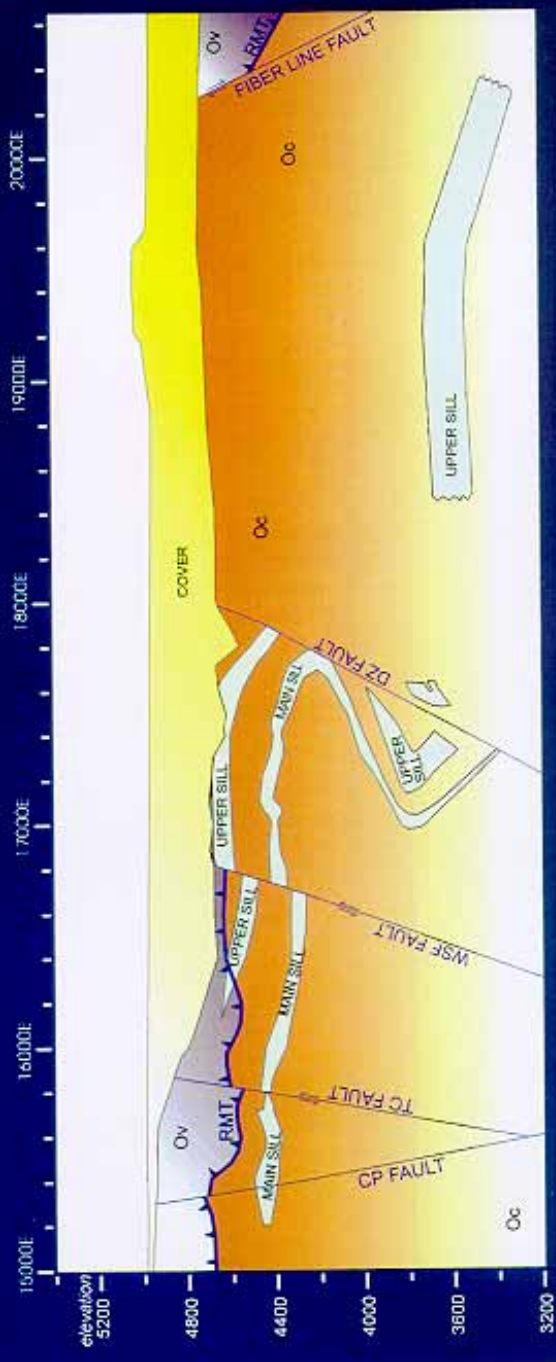 15000E
16000E
17000E
18000E
19000E
20000E
elevation
5200
4800
4400
4000
3600
3200
COVER
Ov
RMT
UPPER SILL
UPPER SILL
MAIN SILL
MAIN SILL
MAIN SILL
CP FAULT
TC FAULT
WSF FAULT
DZ FAULT
UPPER
SILL
Oc
Oc
Oc
UPPER SILL
Ov
RMT
FIBER LINE FAULT